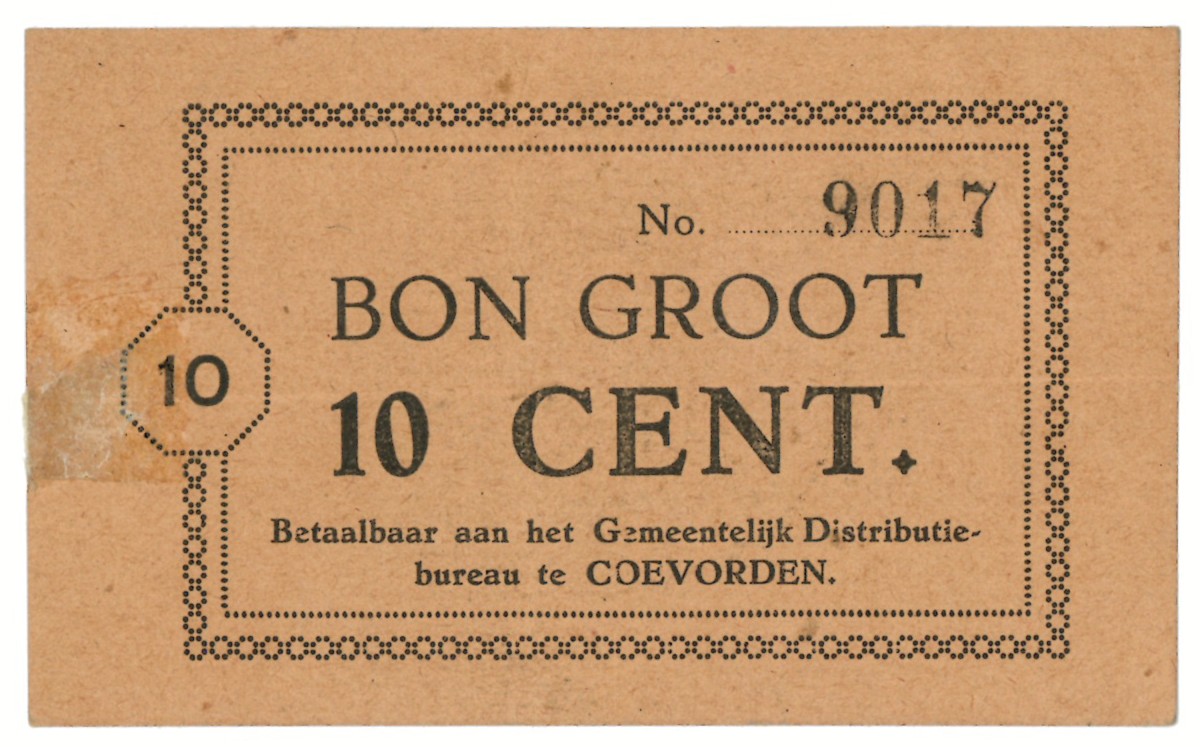 No. 9017
BON GROOT
10
10 CENT.
Betaalbaar aan het Gemeentelijk Distributie-
bureau te COEVORDEN.